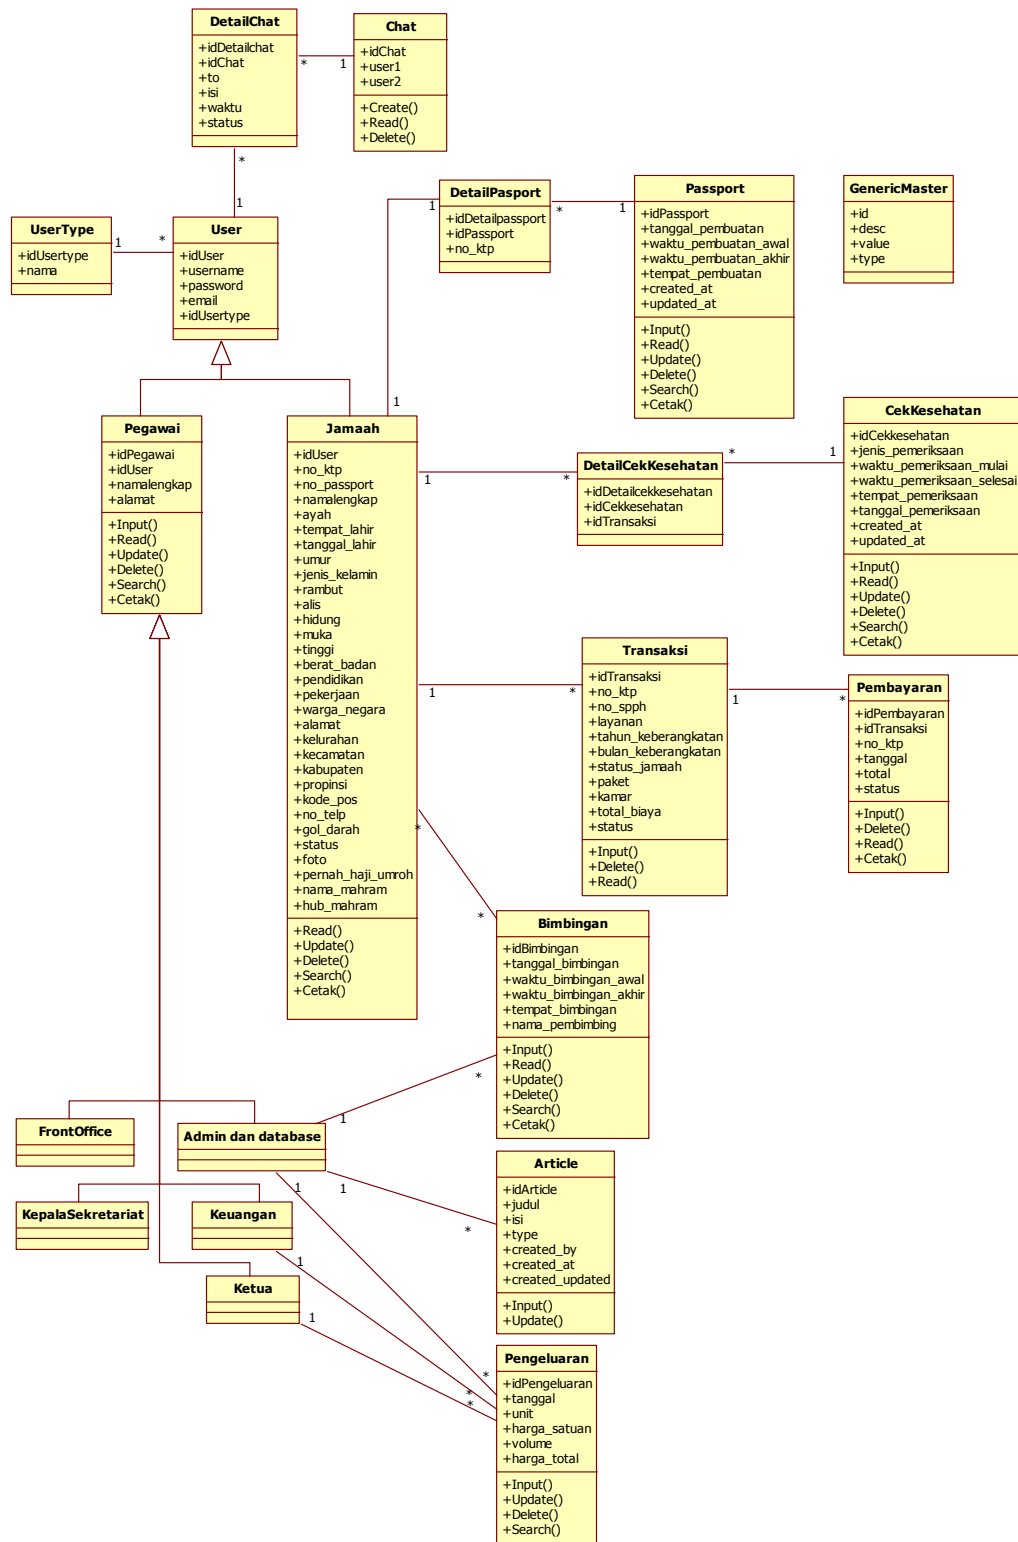 DetailChat
+idDetailchat
+idChat
+to
+isi
+waktu
+status
*
1
Chat
+idChat
+user1
+user2
+Create()
+Read()
+Delete()
*
1
UserType
+idUsertype
+nama
1
*
User
+idUser
+username
+password
+email
+idUsertype
DetailPasport
+idDetailpassport
+idPassport
+no_ktp
1
*
1
Passport
+idPassport
+tanggal_pembuatan
+waktu_pembuatan_awal
+waktu_pembuatan_akhir
+tempat_pembuatan
+created_at
+updated_at
+Input()
+Read()
+Update()
+Delete()
+Search()
+Cetak()
GenericMaster
+id
+desc
+value
+type
Pegawai
+idPegawai
+idUser
+namalengkap
+alamat
+Input()
+Read()
+Update()
+Delete()
+Search()
+Cetak()
1
Jamaah
+idUser
+no_ktp
+no_passport
+namalengkap
+ayah
+tempat_lahir
+tanggal_lahir
+umur
+jenis_kelamin
+rambut
+alis
+hidung
+muka
+tinggi
+berat_badan
+pendidikan
+pekerjaan
+warga_negara
+alamat
+kelurahan
+kecamatan
+kabupaten
+propinsi
+kode_pos
+no_telp
+gol_darah
+status
+foto
+pernah_haji_umroh
+nama_mahram
+hub_mahram
+Read()
+Update()
+Delete()
+Search()
+Cetak()
1
*
DetailCekKesehatan
+idDetailcekkesehatan
+idCekkesehatan
+idTransaksi
*
1
CekKesehatan
+idCekkesehatan
+jenis_pemeriksaan
+waktu_pemeriksaan_mulai
+waktu_pemeriksaan_selesai
+tempat_pemeriksaan
+tanggal_pemeriksaan
+created_at
+updated_at
+Input()
+Read()
+Update()
+Delete()
+Search()
+Cetak()
1
*
Transaksi
+idTransaksi
+no_ktp
+no_spph
+layanan
+tahun_keberangkatan
+bulan_keberangkatan
+status_jamaah
+paket
+kamar
+total_biaya
+status
+Input()
+Delete()
+Read()
1
*
Pembayaran
+idPembayaran
+idTransaksi
+no_ktp
+tanggal
+total
+status
+Input()
+Delete()
+Read()
+Cetak()
*
*
Bimbingan
+idBimbingan
+tanggal_bimbingan
+waktu_bimbingan_awal
+waktu_bimbingan_akhir
+tempat_bimbingan
+nama_pembimbing
+Input()
+Read()
+Update()
+Delete()
+Search()
+Cetak()
*
1
FrontOffice
Admin dan database
1
1
*
Article
+idArticle
+judul
+isi
+type
+created_by
+created_at
+created_updated
+Input()
+Update()
KepalaSekretariat
Keuangan
1
Ketua
1
*
*
*
Pengeluaran
+idPengeluaran
+tanggal
+unit
+harga_satuan
+volume
+harga_total
+Input()
+Update()
+Delete()
+Search()